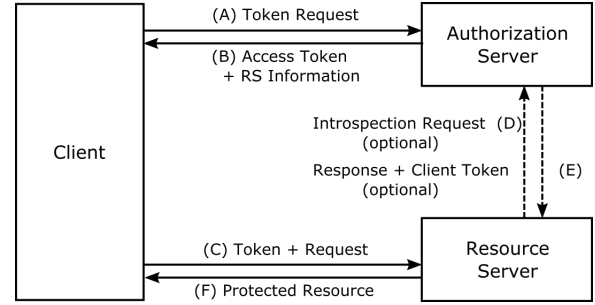 (A) Token Request
(B) Access Token
+ RS Information
Authorization
Server
Client
Introspection Request (D)
(optional)
Response + Client Token (E)
(optional)
(C) Token + Request
(F) Protected Resource
Resource
Server